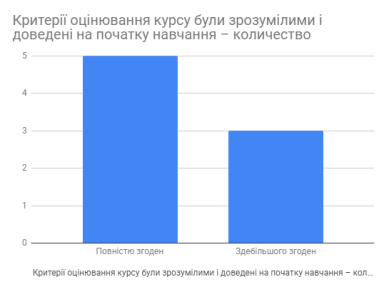 Критерії оцінювання курсу були зрозумілими і
доведені на початку навчання – количество
5
4
3
2
1
0
Повністю згоден
Здебільшого згоден
Критерії оцінювання курсу були зрозумілими і доведені на початку навчання – кол...